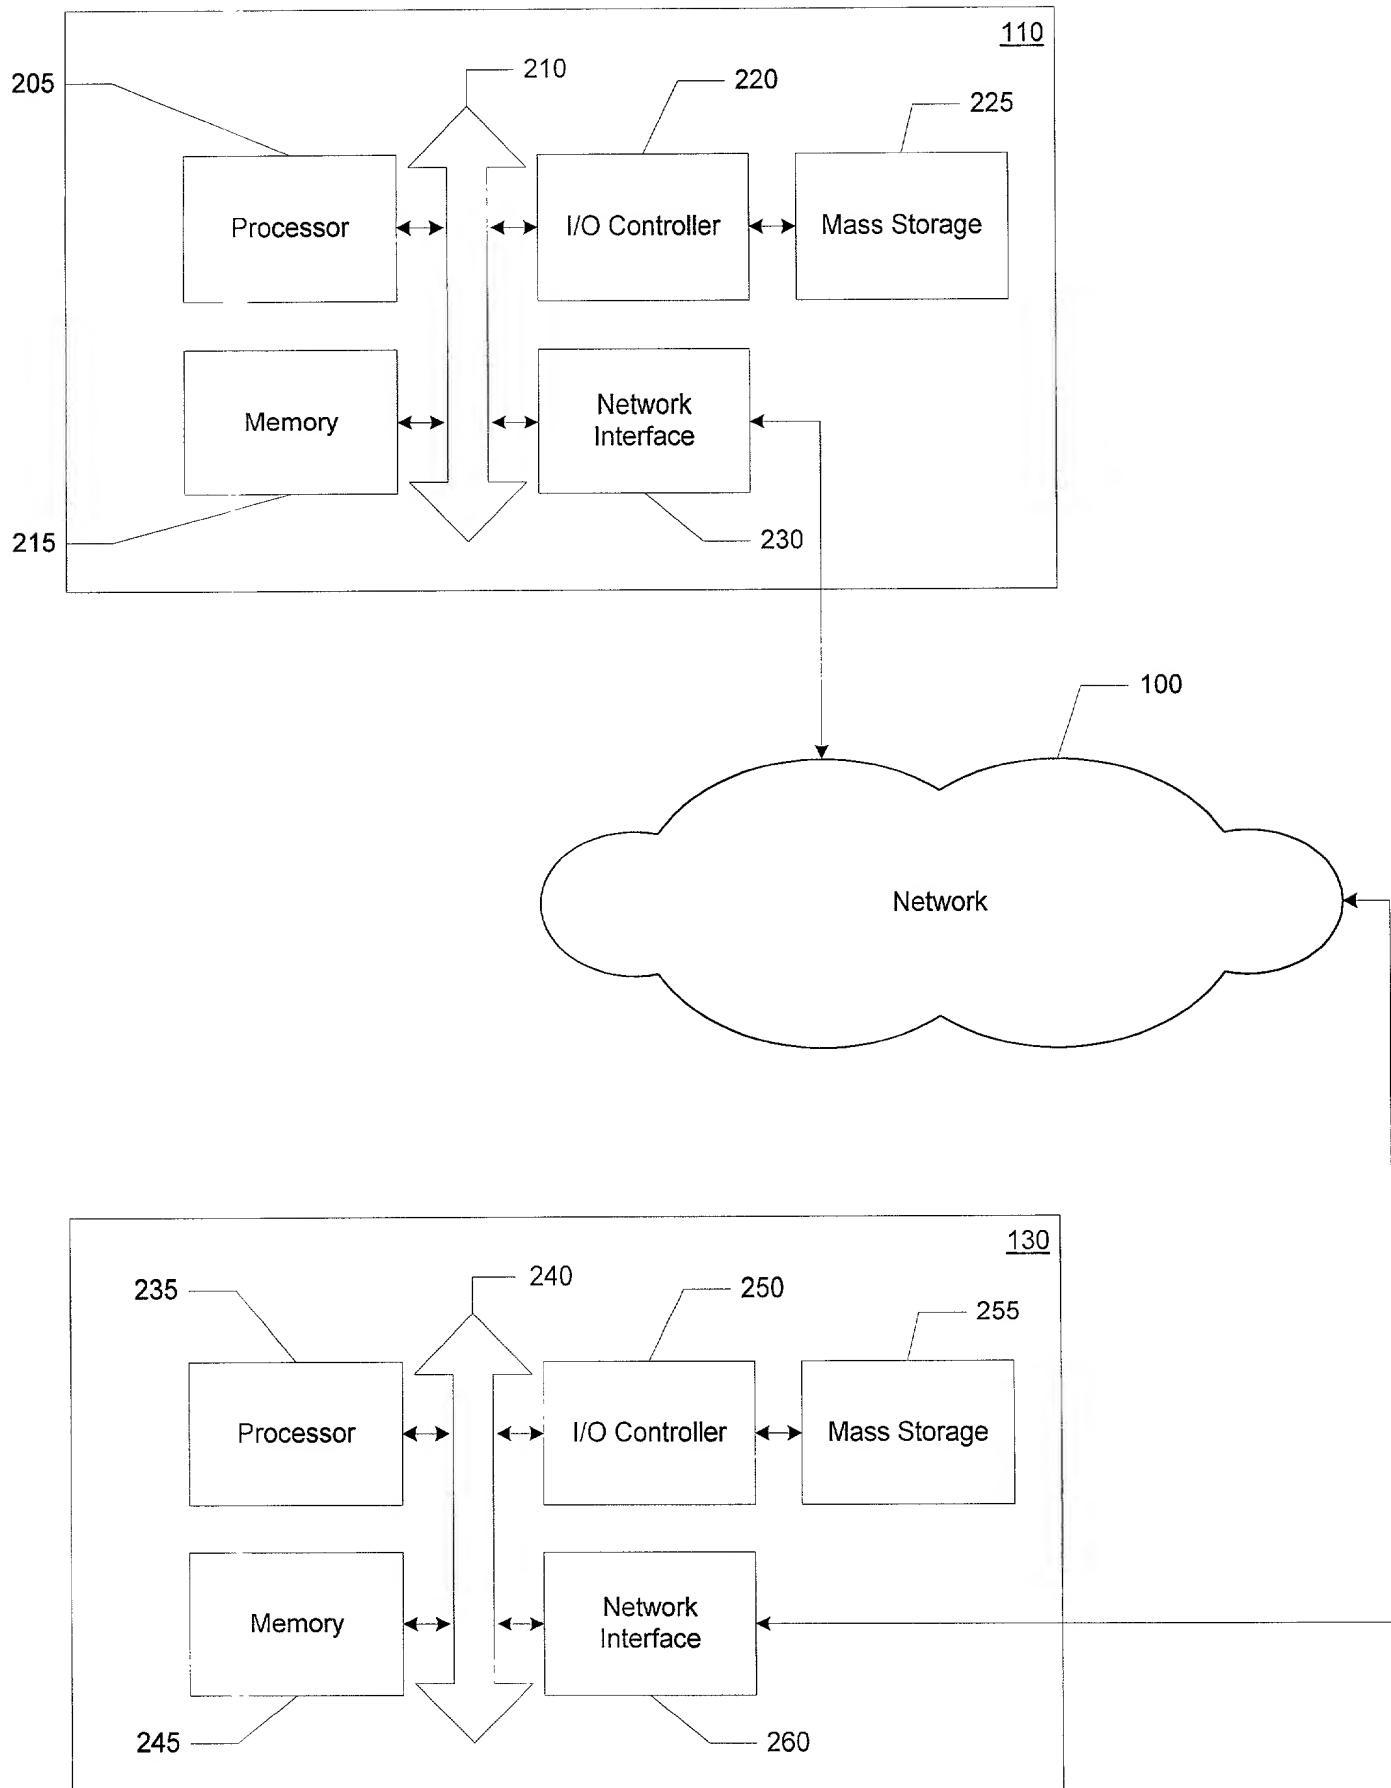 110
205
210
220
225
Processor
I/O Controller
Mass Storage
Memory
Network
Interface
215
230
100
Network
130
235
240
250
255
Processor
I/O Controller
Mass Storage
Memory
Network
Interface
245
260